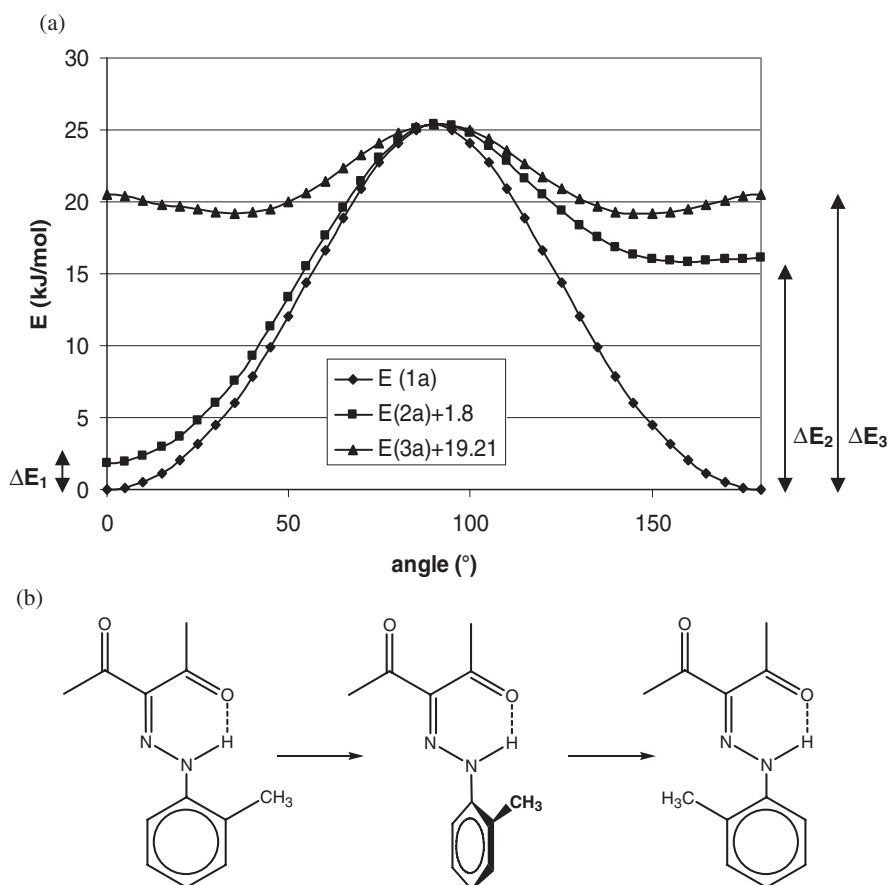 (a)
30
25
20
15
10
5
0
E (kJ/mol)
0 50 100 150
angle (°)
E (1a)
E(2a)+1.8
E(3a)+19.21
ΔE₁
ΔE₂
ΔE₃
(b)
O
O
N
H
N
CH₃
O
O
N
H
N
CH₃
O
O
N
H
N
H₃C